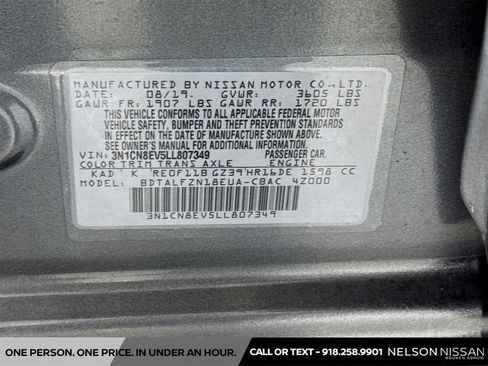 MANUFACTURED BY NISSAN MOTOR CO., LTD.
DATE: 08/19. GVWR: 3605 LBS
GAWR FR: 1907 LBS GAWR RR: 1720 LBS
THIS VEHICLE CONFORMS TO ALL APPLICABLE
FEDERAL MOTOR VEHICLE
SAFETY, BUMPER AND THEFT PREVENTION
STANDARDS IN EFFECT
ON THE DATE OF MANUFACTURE SHOWN ABOVE.
SEE OWNER'S MANUAL FOR ADDITIONAL INFORMATION.
VIN: 3N1CN8EV5LL807349 PASSENGER CAR.
COLOR TRIM TRANS AXLE ENGINE
KAD K RE0F11B GZ39 HR16DE 1598 CC
MODEL: BDTALFZN18EUA-CBAC 4Z000
3N1CN8EV5LL807349
ONE PERSON. ONE PRICE. IN UNDER AN HOUR. CALL OR TEXT - 918.258.9901 NELSON NISSAN
BROKEN ARROW